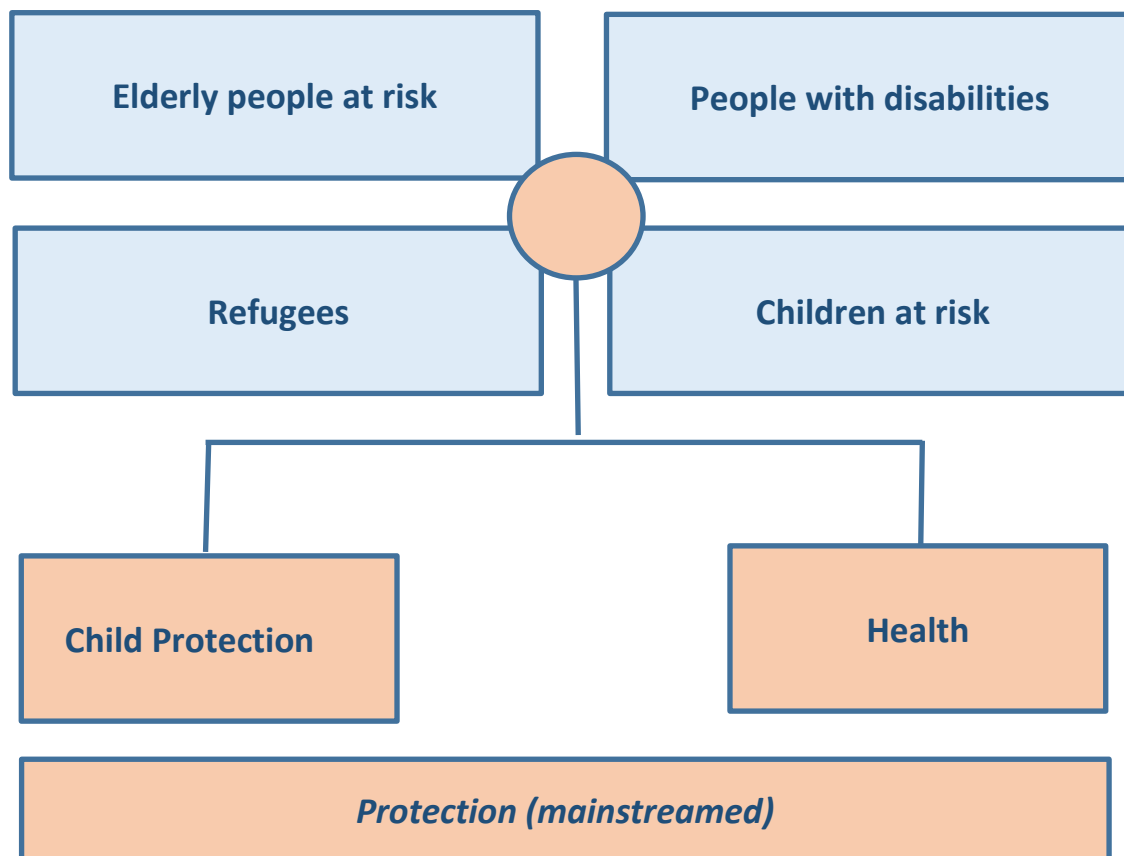 Elderly people at risk
People with disabilities
Refugees
Children at risk
Child Protection
Health
Protection (mainstreamed)